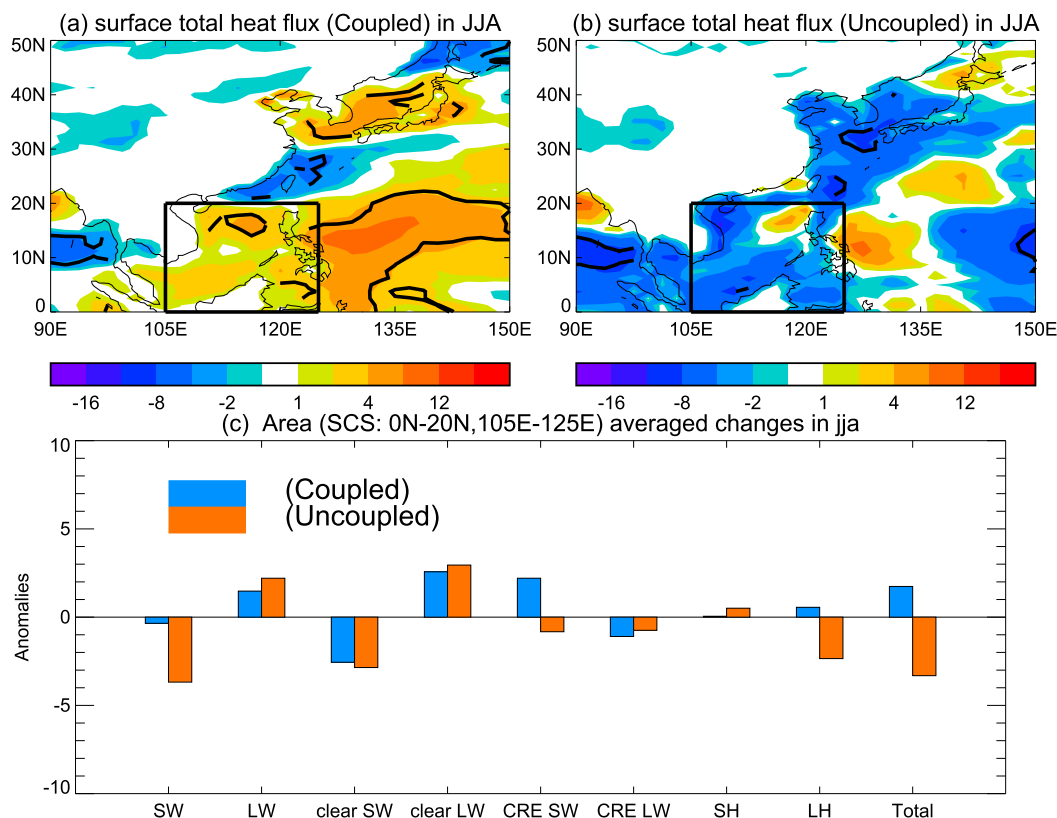 (a) surface total heat flux (Coupled) in JJA
(b) surface total heat flux (Uncoupled) in JJA
50N
40N
30N
20N
10N
0
90E 105E 120E 135E 150E
50N
40N
30N
20N
10N
0
90E 105E 120E 135E 150E
-16 -8 -2 1 4 12
-16 -8 -2 1 4 12
(c) Area (SCS: 0N-20N,105E-125E) averaged changes in jja
10
5
0
-5
-10
Anomalies
(Coupled)
(Uncoupled)
SW LW clear SW clear LW CRE SW CRE LW SH LH Total